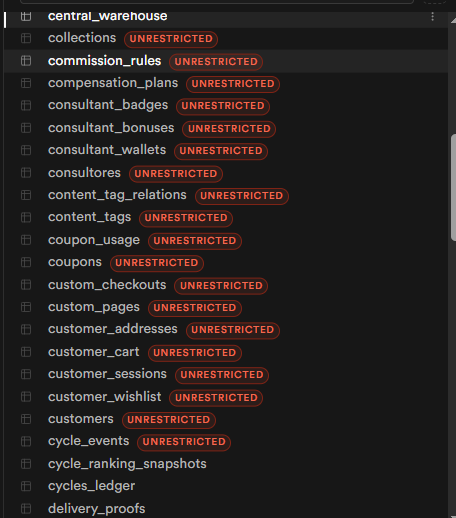 central_warehouse
collections UNRESTRICTED
commission_rules UNRESTRICTED
compensation_plans UNRESTRICTED
consultant_badges UNRESTRICTED
consultant_bonuses UNRESTRICTED
consultant_wallets UNRESTRICTED
consultores UNRESTRICTED
content_tag_relations UNRESTRICTED
content_tags UNRESTRICTED
coupon_usage UNRESTRICTED
coupons UNRESTRICTED
custom_checkouts UNRESTRICTED
custom_pages UNRESTRICTED
customer_addresses UNRESTRICTED
customer_cart UNRESTRICTED
customer_sessions UNRESTRICTED
customer_wishlist UNRESTRICTED
customers UNRESTRICTED
cycle_events UNRESTRICTED
cycle_ranking_snapshots
cycles_ledger
delivery_proofs